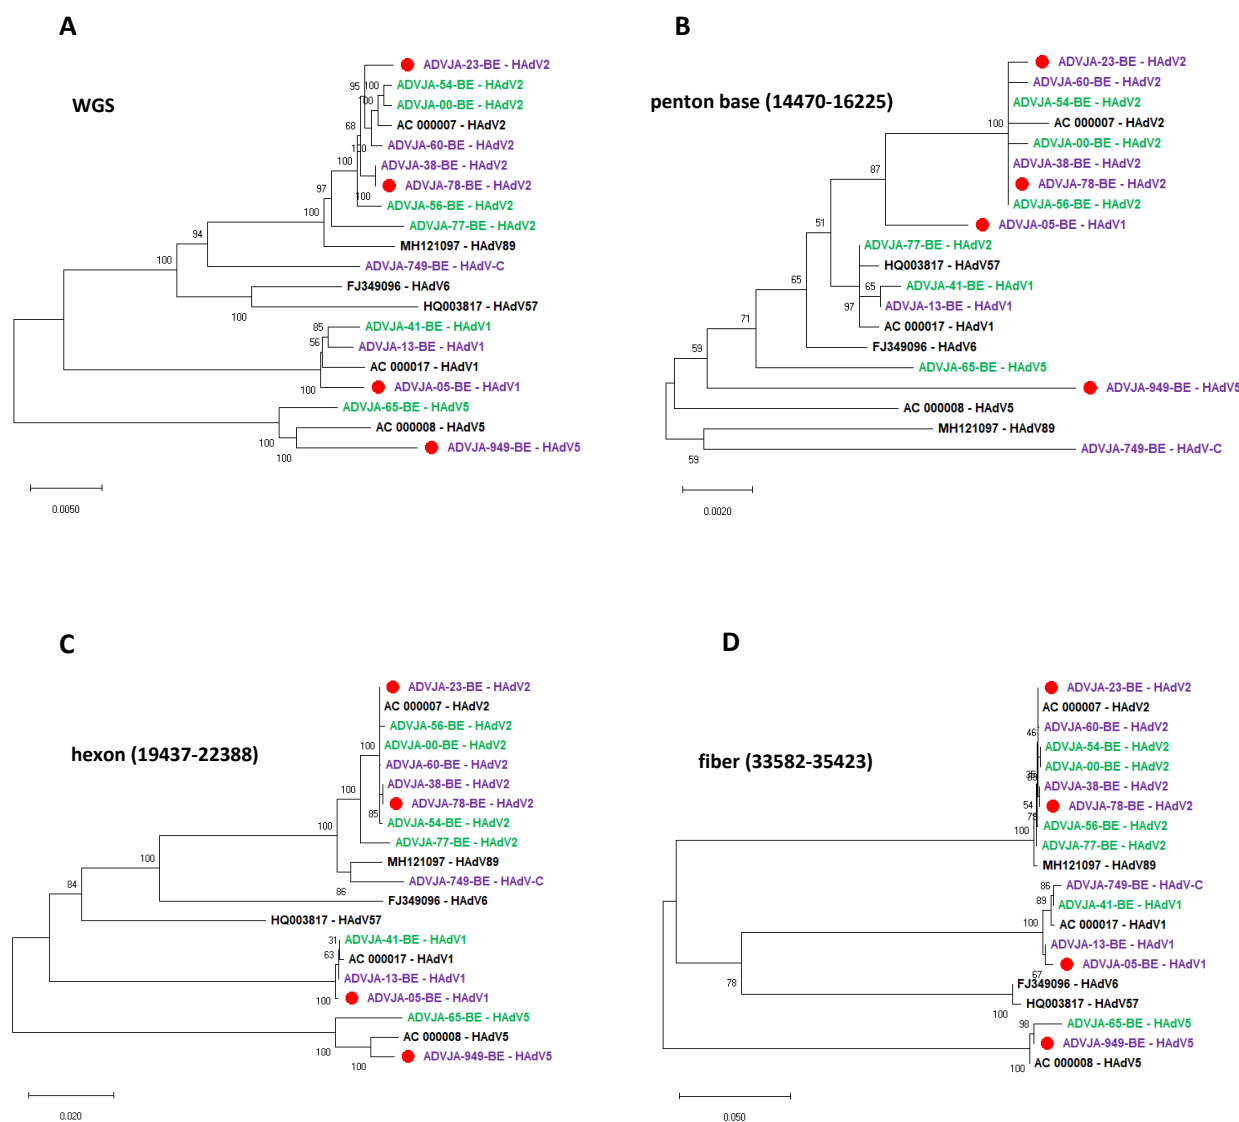 A
WGS
ADVJA-23-BE - HAdV2
ADVJA-54-BE - HAdV2
ADVJA-00-BE - HAdV2
AC 000007 - HAdV2
ADVJA-60-BE - HAdV2
ADVJA-38-BE - HAdV2
ADVJA-78-BE - HAdV2
ADVJA-56-BE - HAdV2
ADVJA-77-BE - HAdV2
MH121097 - HAdV89
ADVJA-749-BE - HAdV-C
FJ349096 - HAdV6
HQ003817 - HAdV57
ADVJA-41-BE - HAdV1
ADVJA-13-BE - HAdV1
AC 000017 - HAdV1
ADVJA-05-BE - HAdV1
ADVJA-65-BE - HAdV5
AC 000008 - HAdV5
ADVJA-949-BE - HAdV5
95
100
100
68
100
100
100
97
100
94
100
100
85
56
100
100
100
0.0050
B
penton base (14470-16225)
ADVJA-23-BE - HAdV2
ADVJA-60-BE - HAdV2
ADVJA-54-BE - HAdV2
AC 000007 - HAdV2
ADVJA-00-BE - HAdV2
ADVJA-38-BE - HAdV2
ADVJA-78-BE - HAdV2
ADVJA-56-BE - HAdV2
ADVJA-05-BE - HAdV1
ADVJA-77-BE - HAdV2
HQ003817 - HAdV57
ADVJA-41-BE - HAdV1
ADVJA-13-BE - HAdV1
AC 000017 - HAdV1
FJ349096 - HAdV6
ADVJA-65-BE - HAdV5
ADVJA-949-BE - HAdV5
AC 000008 - HAdV5
MH121097 - HAdV89
ADVJA-749-BE - HAdV-C
100
87
51
65
65
97
71
59
59
0.0020
C
hexon (19437-22388)
ADVJA-23-BE - HAdV2
AC 000007 - HAdV2
ADVJA-56-BE - HAdV2
ADVJA-00-BE - HAdV2
ADVJA-60-BE - HAdV2
ADVJA-38-BE - HAdV2
ADVJA-78-BE - HAdV2
ADVJA-54-BE - HAdV2
ADVJA-77-BE - HAdV2
MH121097 - HAdV89
ADVJA-749-BE - HAdV-C
FJ349096 - HAdV6
HQ003817 - HAdV57
ADVJA-41-BE - HAdV1
AC 000017 - HAdV1
ADVJA-13-BE - HAdV1
ADVJA-05-BE - HAdV1
ADVJA-65-BE - HAdV5
AC 000008 - HAdV5
ADVJA-949-BE - HAdV5
100
85
100
100
86
84
31
63
100
100
100
0.020
D
fiber (33582-35423)
ADVJA-23-BE - HAdV2
AC 000007 - HAdV2
ADVJA-60-BE - HAdV2
ADVJA-54-BE - HAdV2
ADVJA-00-BE - HAdV2
ADVJA-38-BE - HAdV2
ADVJA-78-BE - HAdV2
ADVJA-56-BE - HAdV2
ADVJA-77-BE - HAdV2
MH121097 - HAdV89
ADVJA-749-BE - HAdV-C
ADVJA-41-BE - HAdV1
AC 000017 - HAdV1
ADVJA-13-BE - HAdV1
ADVJA-05-BE - HAdV1
FJ349096 - HAdV6
HQ003817 - HAdV57
ADVJA-65-BE - HAdV5
ADVJA-949-BE - HAdV5
AC 000008 - HAdV5
46
54
100
86
89
100
67
78
100
98
100
0.050